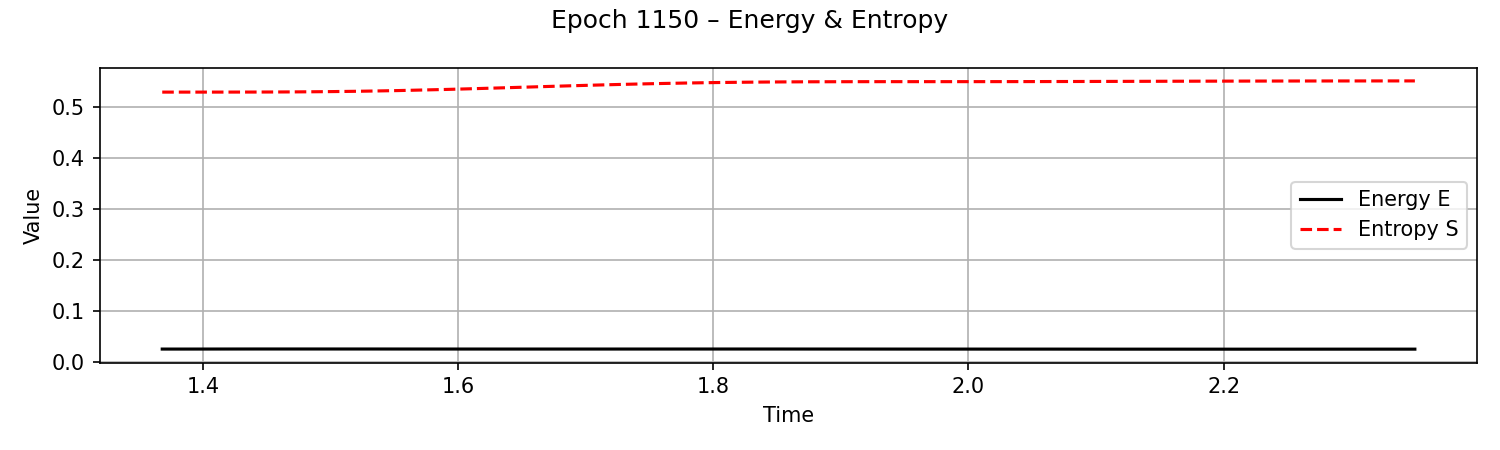 Epoch 1150 – Energy & Entropy
Value
0.5
0.4
0.3
0.2
0.1
0.0
Energy E
Entropy S
1.4 1.6 1.8 2.0 2.2
Time